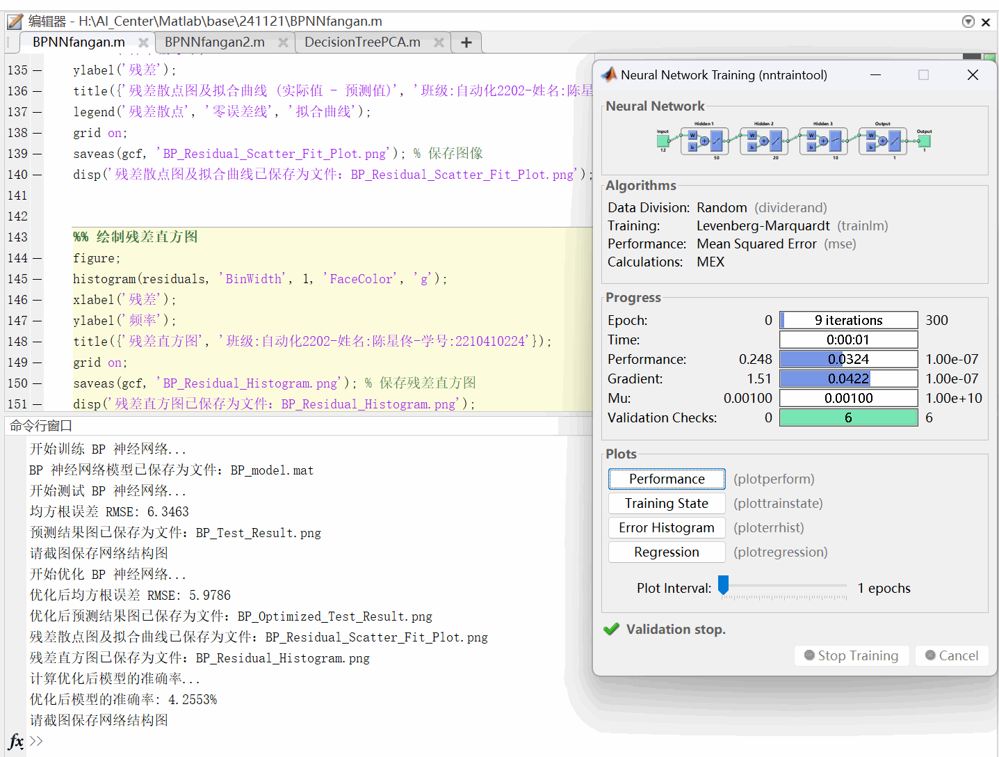 编辑器 - H:\AI_Center\Matlab\base\241121\BPNNfangan.m
BPNNfangan.m
BPNNfangan2.m
DecisionTreePCA.m
+
135 ylabel('残差');
136 title({'残差散点图及拟合曲线 (实际值 - 预测值)', '班级:自动化2202-姓名:陈星
137 legend('残差散点', '零误差线', '拟合曲线');
138 grid on;
139 saveas(gcf, 'BP_Residual_Scatter_Fit_Plot.png'); % 保存图像
140 disp('残差散点图及拟合曲线已保存为文件: BP_Residual_Scatter_Fit_Plot.png');
141
142
143 %% 绘制残差直方图
144 figure;
145 histogram(residuals, 'BinWidth', 1, 'FaceColor', 'g');
146 xlabel('残差');
147 ylabel('频率');
148 title({'残差直方图', '班级:自动化2202-姓名:陈星佟-学号:2210410224'});
149 grid on;
150 saveas(gcf, 'BP_Residual_Histogram.png'); % 保存残差直方图
151 disp('残差直方图已保存为文件: BP_Residual_Histogram.png');
命令行窗口
开始训练 BP 神经网络...
BP 神经网络模型已保存为文件: BP_model.mat
开始测试 BP 神经网络...
均方根误差 RMSE: 6.3463
预测结果图已保存为文件: BP_Test_Result.png
请截图保存网络结构图
开始优化 BP 神经网络...
优化后均方根误差 RMSE: 5.9786
优化后预测结果图已保存为文件: BP_Optimized_Test_Result.png
残差散点图及拟合曲线已保存为文件: BP_Residual_Scatter_Fit_Plot.png
残差直方图已保存为文件: BP_Residual_Histogram.png
计算优化后模型的准确率...
优化后模型的准确率: 4.2553%
请截图保存网络结构图
fx >>
Neural Network Training (nntraintool)
Neural Network
Input Hidden 1 Hidden 2 Hidden 3 Output Output
W W W W
b b b b
12 50 20 10 1 1
Algorithms
Data Division: Random (dividerand)
Training: Levenberg-Marquardt (trainlm)
Performance: Mean Squared Error (mse)
Calculations: MEX
Progress
Epoch: 0 9 iterations 300
Time: 0:00:01
Performance: 0.248 0.0324 1.00e-07
Gradient: 1.51 0.0422 1.00e-07
Mu: 0.00100 0.00100 1.00e+10
Validation Checks: 0 6 6
Plots
Performance (plotperform)
Training State (plottrainstate)
Error Histogram (ploterrhist)
Regression (plotregression)
Plot Interval: 1 epochs
Validation stop.
Stop Training Cancel